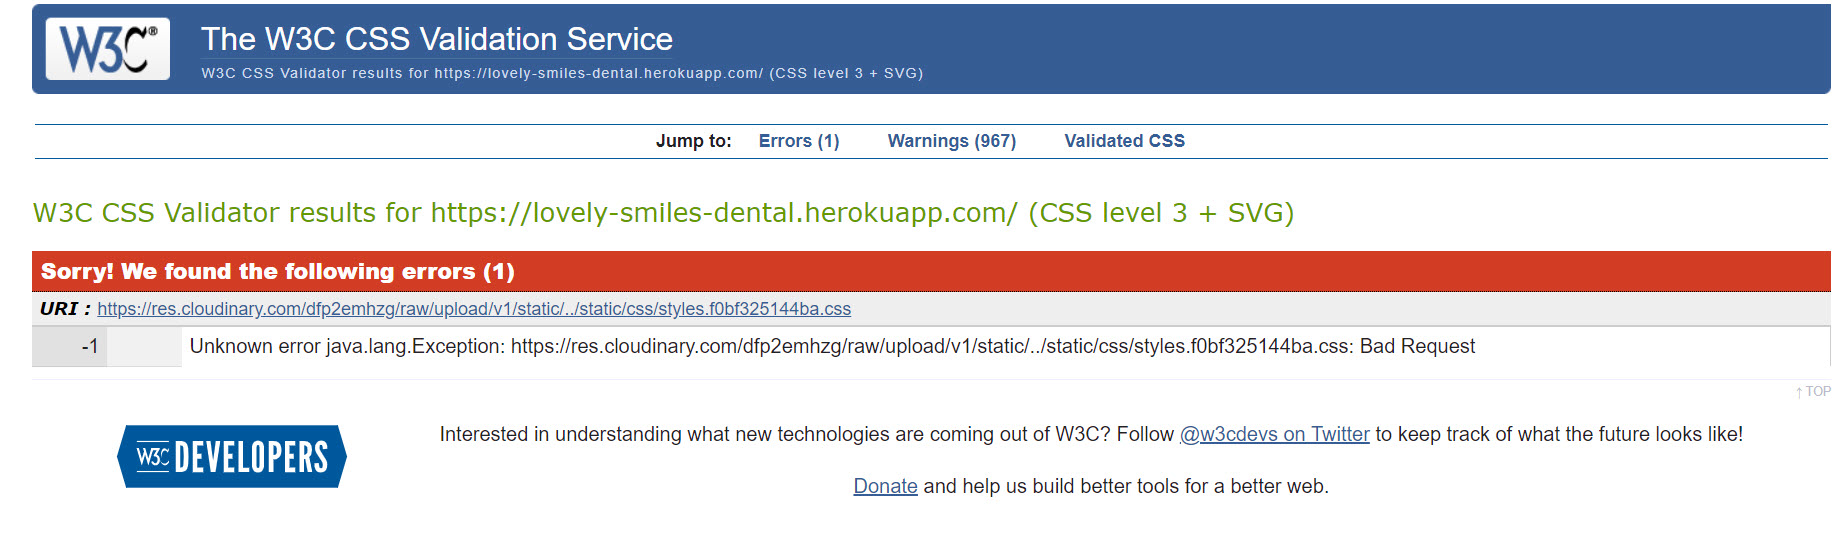 W3C®
The W3C CSS Validation Service
W3C CSS Validator results for https://lovely-smiles-dental.herokuapp.com/ (CSS level 3 + SVG)
Jump to: Errors (1) Warnings (967) Validated CSS
W3C CSS Validator results for https://lovely-smiles-dental.herokuapp.com/ (CSS level 3 + SVG)
Sorry! We found the following errors (1)
URI : https://res.cloudinary.com/dfp2emhzg/raw/upload/v1/static/../static/css/styles.f0bf325144ba.css
-1 Unknown error java.lang.Exception: https://res.cloudinary.com/dfp2emhzg/raw/upload/v1/static/../static/css/styles.f0bf325144ba.css: Bad Request
↑ TOP
W3C DEVELOPERS
Interested in understanding what new technologies are coming out of W3C? Follow @w3cdevs on Twitter to keep track of what the future looks like!
Donate and help us build better tools for a better web.